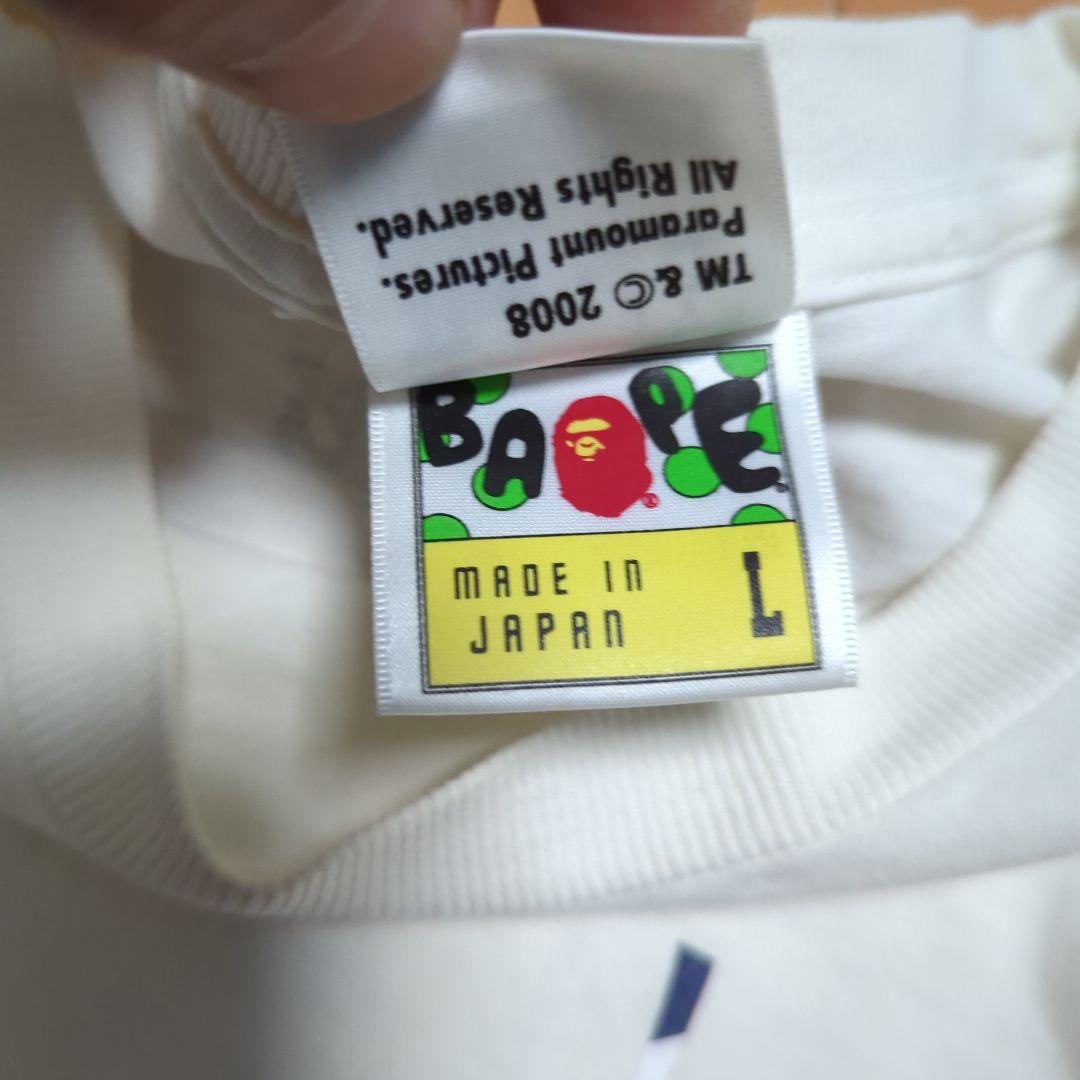 TM & © 2008
Paramount Pictures.
All Rights Reserved.
BAPE®
MADE IN
JAPAN
L